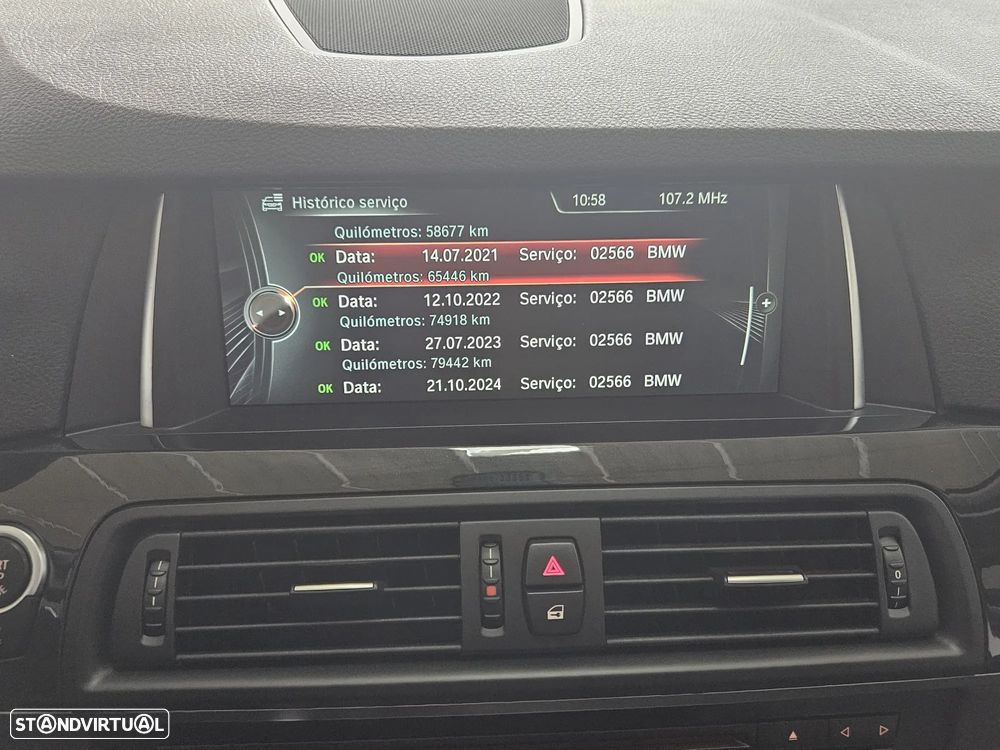 Histórico serviço
10:58
107.2 MHz
Quilómetros: 58677 km
OK Data: 14.07.2021 Serviço: 02566 BMW
Quilómetros: 65446 km
OK Data: 12.10.2022 Serviço: 02566 BMW
Quilómetros: 74918 km
OK Data: 27.07.2023 Serviço: 02566 BMW
Quilómetros: 79442 km
OK Data: 21.10.2024 Serviço: 02566 BMW
0
STANDVIRTUAL